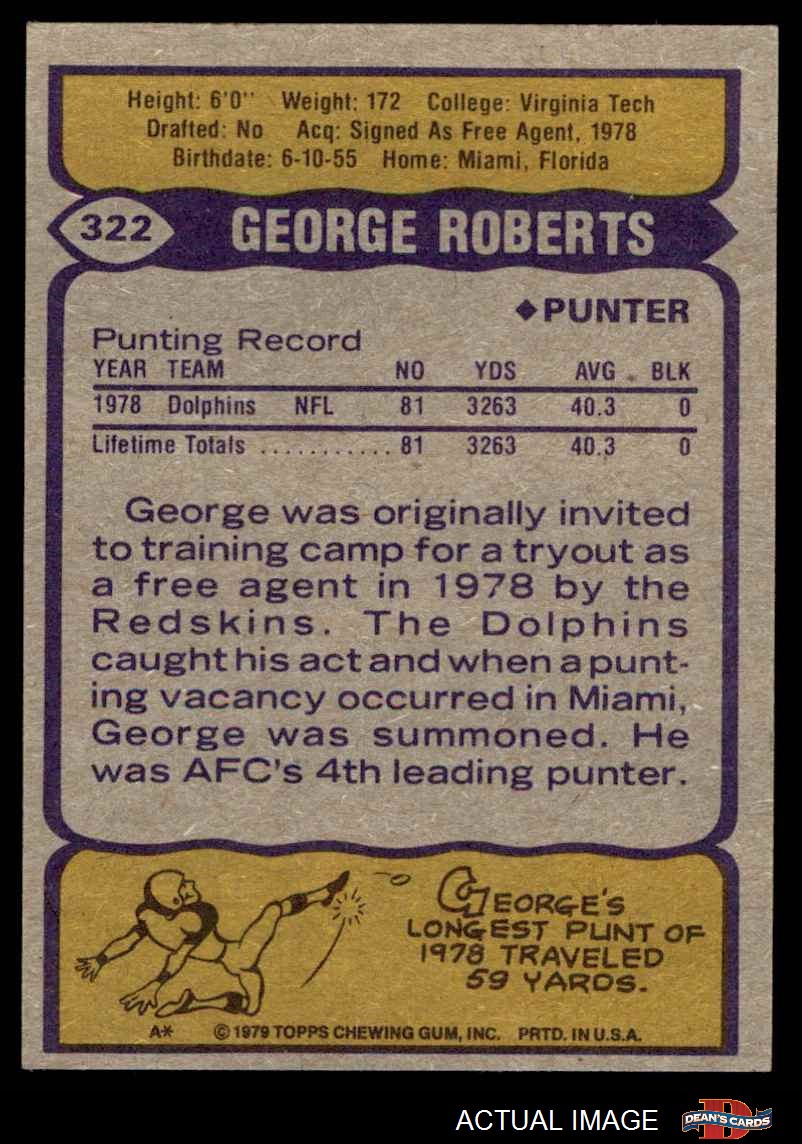 Height: 6'0" Weight: 172 College: Virginia Tech
Drafted: No Acq: Signed As Free Agent, 1978
Birthdate: 6-10-55 Home: Miami, Florida
322 GEORGE ROBERTS
◆PUNTER
Punting Record
YEAR TEAM NO YDS AVG. BLK
1978 Dolphins NFL 81 3263 40.3 0
Lifetime Totals ........... 81 3263 40.3 0
George was originally invited
to training camp for a tryout as
a free agent in 1978 by the
Redskins. The Dolphins
caught his act and when a punt-
ing vacancy occurred in Miami,
George was summoned. He
was AFC's 4th leading punter.
GEORGE'S
LONGEST PUNT OF
1978 TRAVELED
59 YARDS.
A* ©1979 TOPPS CHEWING GUM, INC. PRTD. IN U.S.A.
ACTUAL IMAGE DEAN'S CARDS